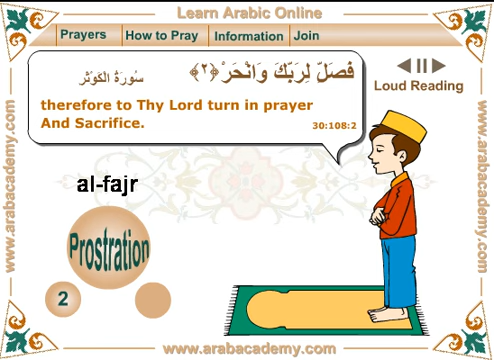 Learn Arabic Online
Prayers
How to Pray
Information
Join
سُورَةُ الكَوْثَر
فَصَلِّ لِرَبِّكَ وَانْحَرْ ﴿٢﴾
therefore to Thy Lord turn in prayer
And Sacrifice.
30:108:2
Loud Reading
al-fajr
Prostration
2
www.arabacademy.com
www.arabacademy.com
www.arabacademy.com